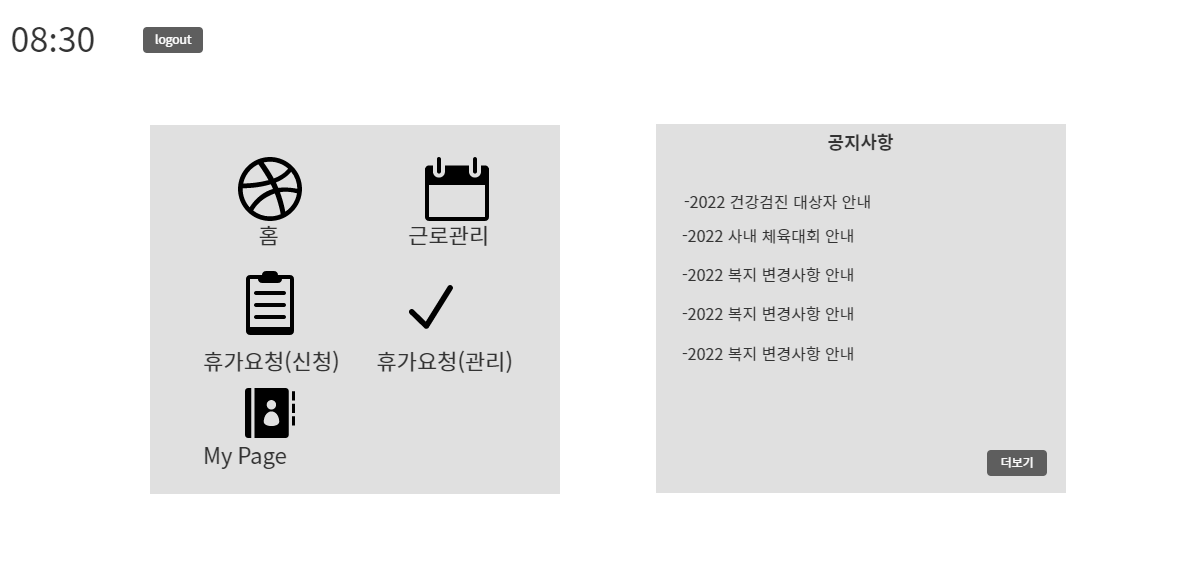 08:30
logout
홈
근로관리
휴가요청(신청)
휴가요청(관리)
My Page
공지사항
-2022 건강검진 대상자 안내
-2022 사내 체육대회 안내
-2022 복지 변경사항 안내
-2022 복지 변경사항 안내
-2022 복지 변경사항 안내
더보기